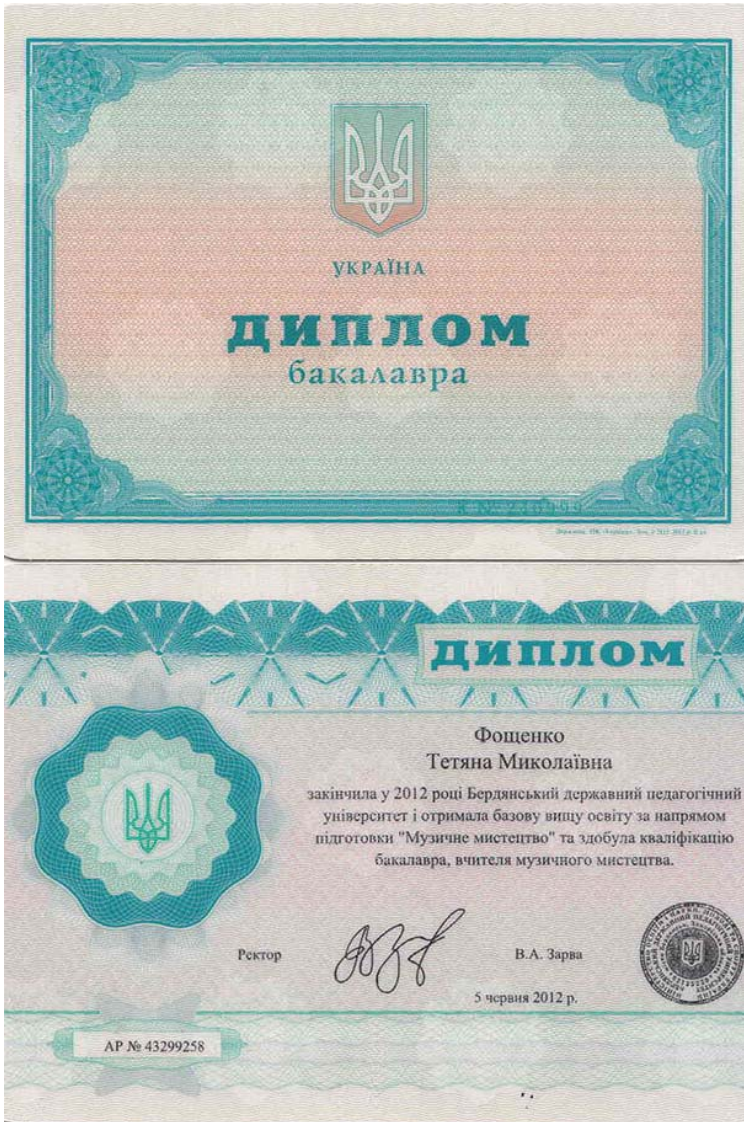 УКРАЇНА
ДИПЛОМ
бакалавра
ДИПЛОМ
Фощенко
Тетяна Миколаївна
закінчила у 2012 році Бердянський державний педагогічний
університет і отримала базову вищу освіту за напрямом
підготовки "Музичне мистецтво" та здобула кваліфікацію
бакалавра, вчителя музичного мистецтва.
Ректор
В.А. Зарва
5 червня 2012 р.
АР № 43299258